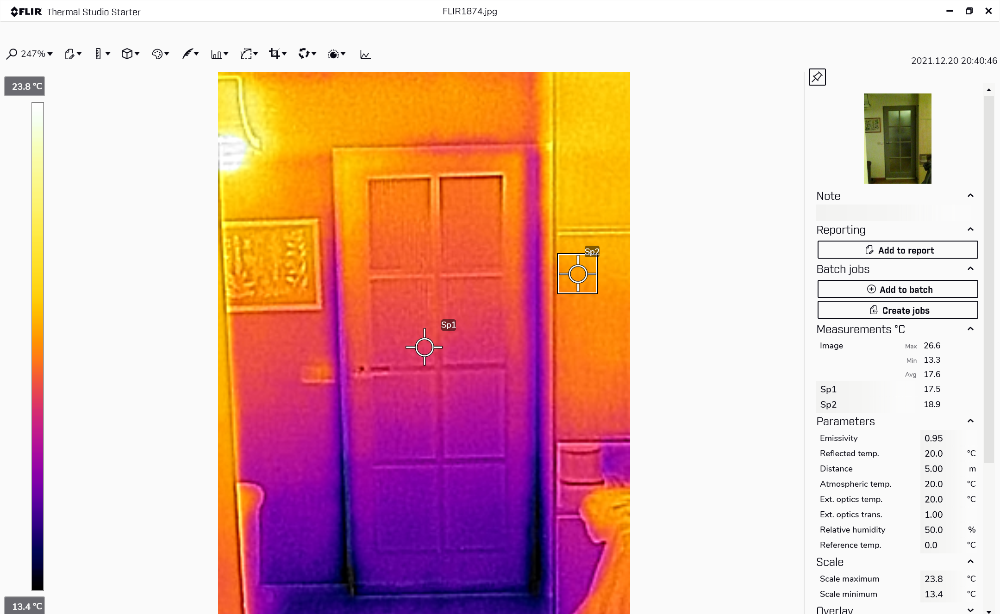 FLIR Thermal Studio Starter
FLIR1874.jpg
247%
2021.12.20 20:40:46
23.8 °C
Sp2
Sp1
13.4 °C
Note
Reporting
Add to report
Batch jobs
Add to batch
Create jobs
Measurements °C
Image Max 26.6
Min 13.3
Avg 17.6
Sp1 17.5
Sp2 18.9
Parameters
Emissivity 0.95
Reflected temp. 20.0 °C
Distance 5.00 m
Atmospheric temp. 20.0 °C
Ext. optics temp. 20.0 °C
Ext. optics trans. 1.00
Relative humidity 50.0 %
Reference temp. 0.0 °C
Scale
Scale maximum 23.8 °C
Scale minimum 13.4 °C
Overlay